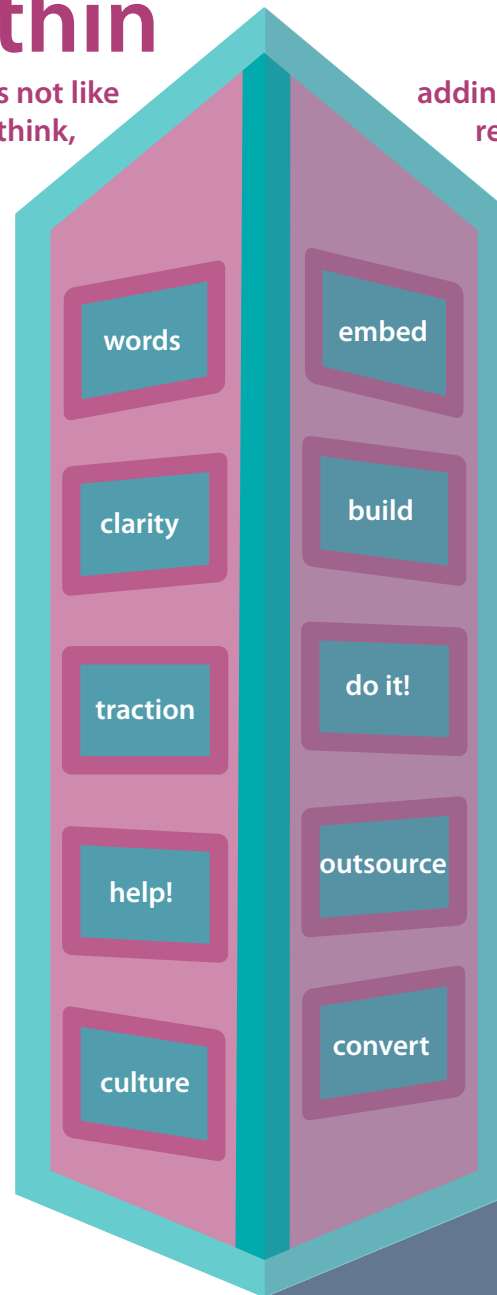 thin
s not like
think,
addin
re
words
clarity
traction
help!
culture
embed
build
do it!
outsource
convert